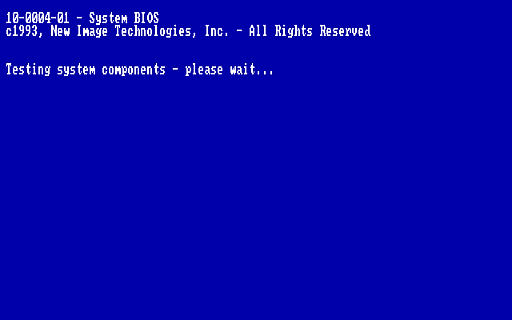 10-0004-01 - System BIOS
c1993, New Image Technologies, Inc. - All Rights Reserved
Testing system components - please wait...